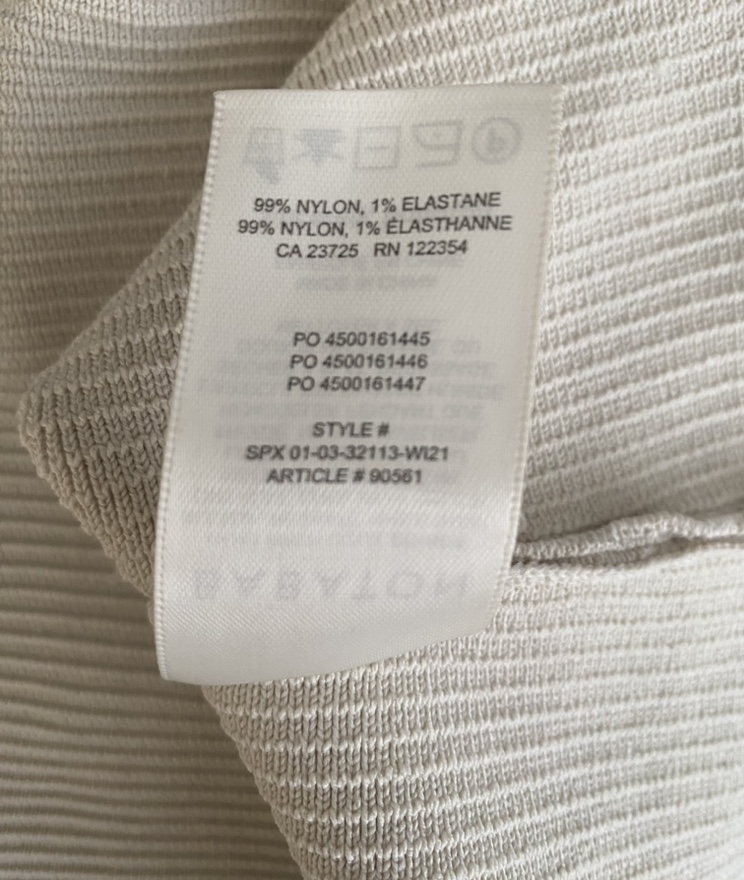 99% NYLON, 1% ELASTANE
99% NYLON, 1% ÉLASTHANNE
CA 23725 RN 122354
PO 4500161445
PO 4500161446
PO 4500161447
STYLE #
SPX 01-03-32113-WI21
ARTICLE # 90561
BABATON